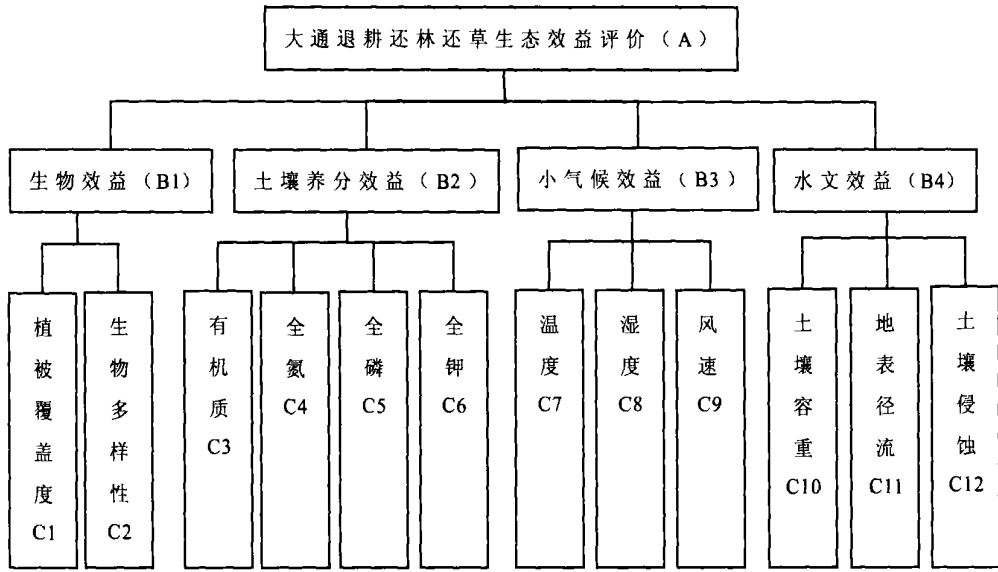 大通退耕还林还草生态效益评价（A）
生物效益（B1）
土壤养分效益（B2）
小气候效益（B3）
水文效益（B4）
植被覆盖度C1
生物多样性C2
有机质C3
全氮C4
全磷C5
全钾C6
温度C7
湿度C8
风速C9
土壤容重C10
地表径流C11
土壤侵蚀C12